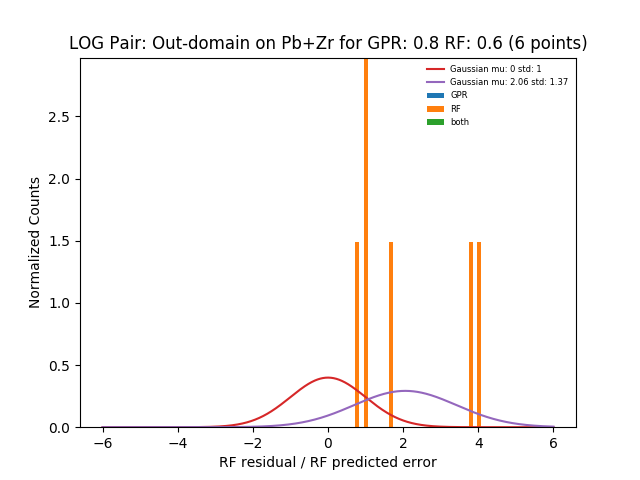 LOG Pair: Out-domain on Pb+Zr for GPR: 0.8 RF: 0.6 (6 points)
Gaussian mu: 0 std: 1
Gaussian mu: 2.06 std: 1.37
GPR
RF
both
Normalized Counts
2.5
2.0
1.5
1.0
0.5
0.0
−6 −4 −2 0 2 4 6
RF residual / RF predicted error